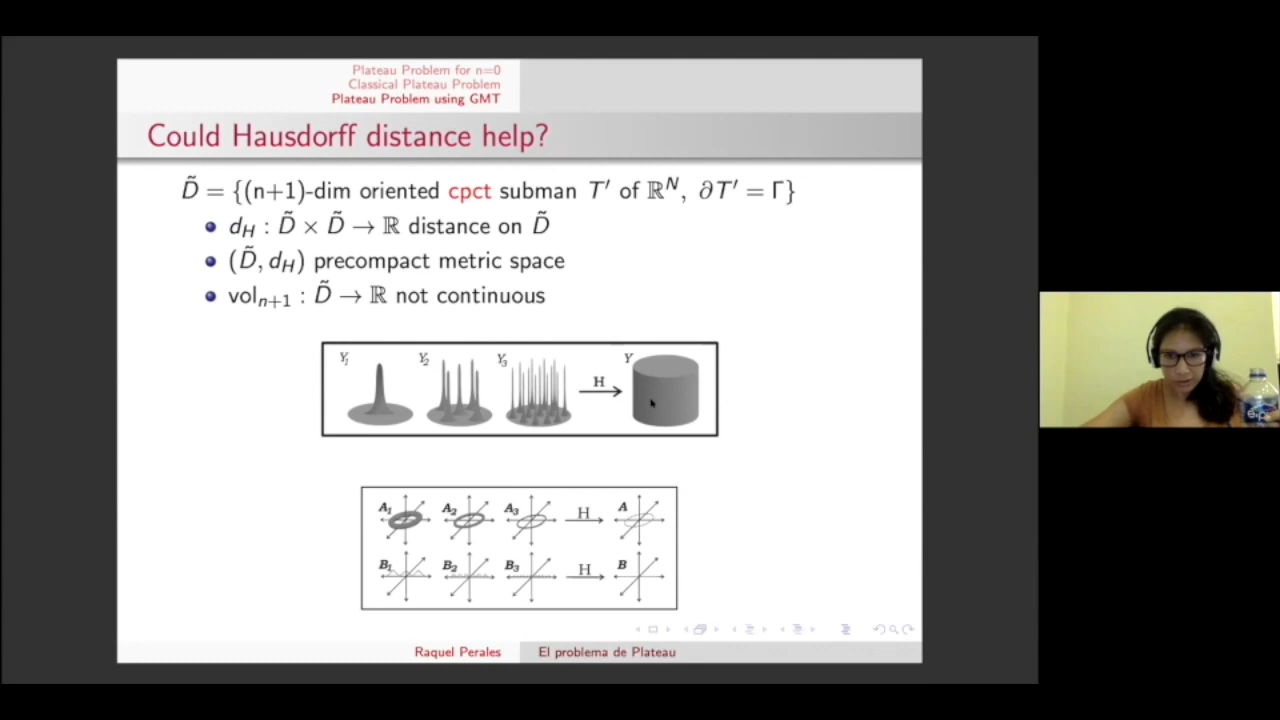 Plateau Problem for n=0
Classical Plateau Problem
Plateau Problem using GMT
Could Hausdorff distance help?
D̃ = {(n+1)-dim oriented cpct subman T′ of ℝᴺ, ∂T′ = Γ}
d_H : D̃ × D̃ → ℝ distance on D̃
(D̃, d_H) precompact metric space
vol_{n+1} : D̃ → ℝ not continuous
Y₁ Y₂ Y₃ H Y
A₁ A₂ A₃ H A
B₁ B₂ B₃ H B
Raquel Perales El problema de Plateau